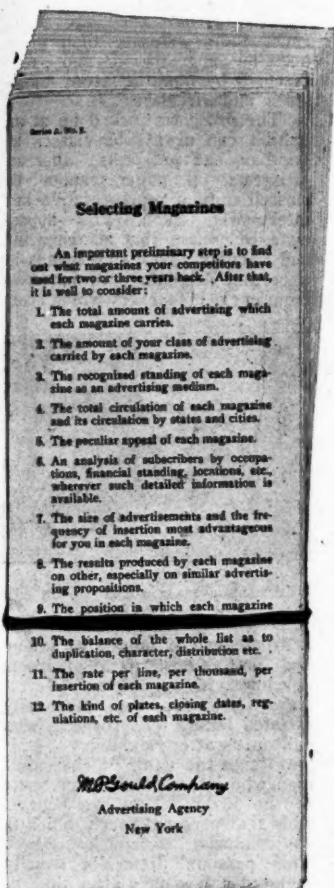 Series A. No. 2.
Selecting Magazines
An important preliminary step is to find
out what magazines your competitors have
used for two or three years back. After that,
it is well to consider:
1. The total amount of advertising which
each magazine carries.
2. The amount of your class of advertising
carried by each magazine.
3. The recognized standing of each maga-
zine as an advertising medium.
4. The total circulation of each magazine
and its circulation by states and cities.
5. The peculiar appeal of each magazine.
6. An analysis of subscribers by occupa-
tions, financial standing, locations, etc.,
wherever such detailed information is
available.
7. The size of advertisements and the fre-
quency of insertion most advantageous
for you in each magazine.
8. The results produced by each magazine
on other, especially on similar advertis-
ing propositions.
9. The position in which each magazine
10. The balance of the whole list as to
duplication, character, distribution etc.
11. The rate per line, per thousand, per
insertion of each magazine.
12. The kind of plates, closing dates, reg-
ulations, etc. of each magazine.
M.P. Gould Company
Advertising Agency
New York